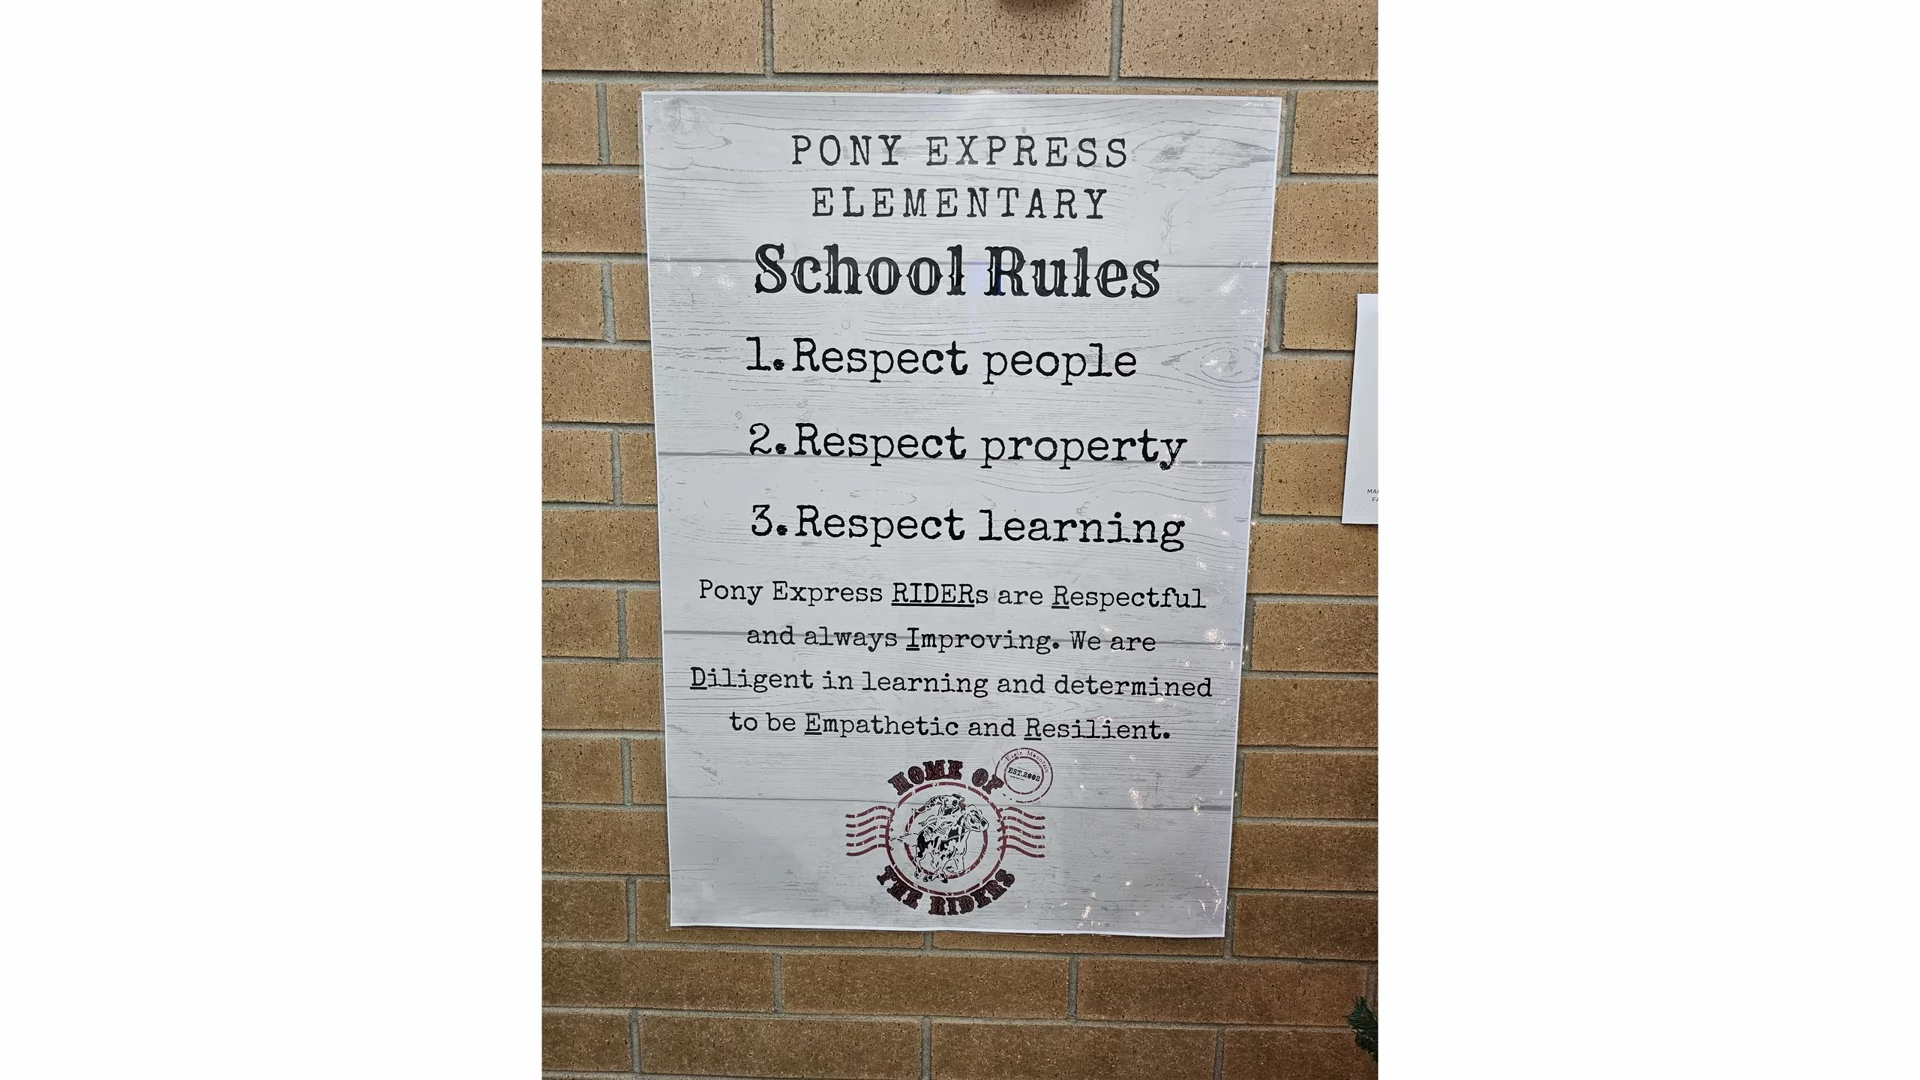 PONY EXPRESS
ELEMENTARY
School Rules
1. Respect people
2. Respect property
3. Respect learning
Pony Express RIDERs are Respectful
and always Improving. We are
Diligent in learning and determined
to be Empathetic and Resilient.
HOME OF
Eagle Mountain
EST. 2002
THE RIDERS